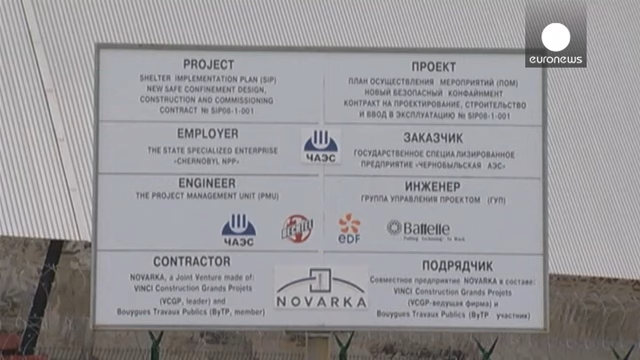 euronews
PROJECT
SHELTER IMPLEMENTATION PLAN (SIP)
NEW SAFE CONFINEMENT DESIGN,
CONSTRUCTION AND COMMISSIONING
CONTRACT № SIP08-1-001
ПРОЕКТ
ПЛАН ОСУЩЕСТВЛЕНИЯ МЕРОПРИЯТИЙ (ПОМ)
НОВЫЙ БЕЗОПАСНЫЙ КОНФАЙНМЕНТ
КОНТРАКТ НА ПРОЕКТИРОВАНИЕ, СТРОИТЕЛЬСТВО
И ВВОД В ЭКСПЛУАТАЦИЮ № SIP08-1-001
EMPLOYER
THE STATE SPECIALIZED ENTERPRISE
«CHERNOBYL NPP»
ЧАЭС
ЗАКАЗЧИК
ГОСУДАРСТВЕННОЕ СПЕЦИАЛИЗИРОВАННОЕ
ПРЕДПРИЯТИЕ «ЧЕРНОБЫЛЬСКАЯ АЭС»
ENGINEER
THE PROJECT MANAGEMENT UNIT (PMU)
ЧАЭС
BECHTEL
ИНЖЕНЕР
ГРУППА УПРАВЛЕНИЯ ПРОЕКТОМ (ГУП)
eDF
Battelle
Putting Technology To Work
CONTRACTOR
NOVARKA, a Joint Venture made of:
VINCI Construction Grands Projets
(VCGP, leader) and
Bouygues Travaux Publics (ByTP, member)
NOVARKA
ПОДРЯДЧИК
Совместное предприятие NOVARKA в составе:
VINCI Construction Grands Projets
(VCGP-ведущая фирма) и
Bouygues Travaux Publics (ByTP участник)